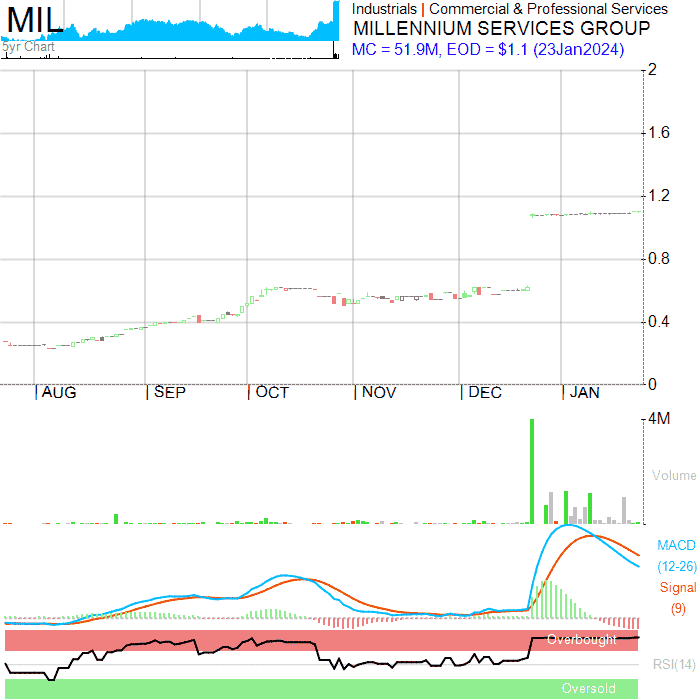 MIL
5yr Chart
Industrials | Commercial & Professional Services
MILLENNIUM SERVICES GROUP
MC = 51.9M, EOD = $1.1 (23Jan2024)
2
1.6
1.2
0.8
0.4
0
AUG SEP OCT NOV DEC JAN
4M
Volume
MACD
(12-26)
Signal
(9)
Overbought
RSI(14)
Oversold